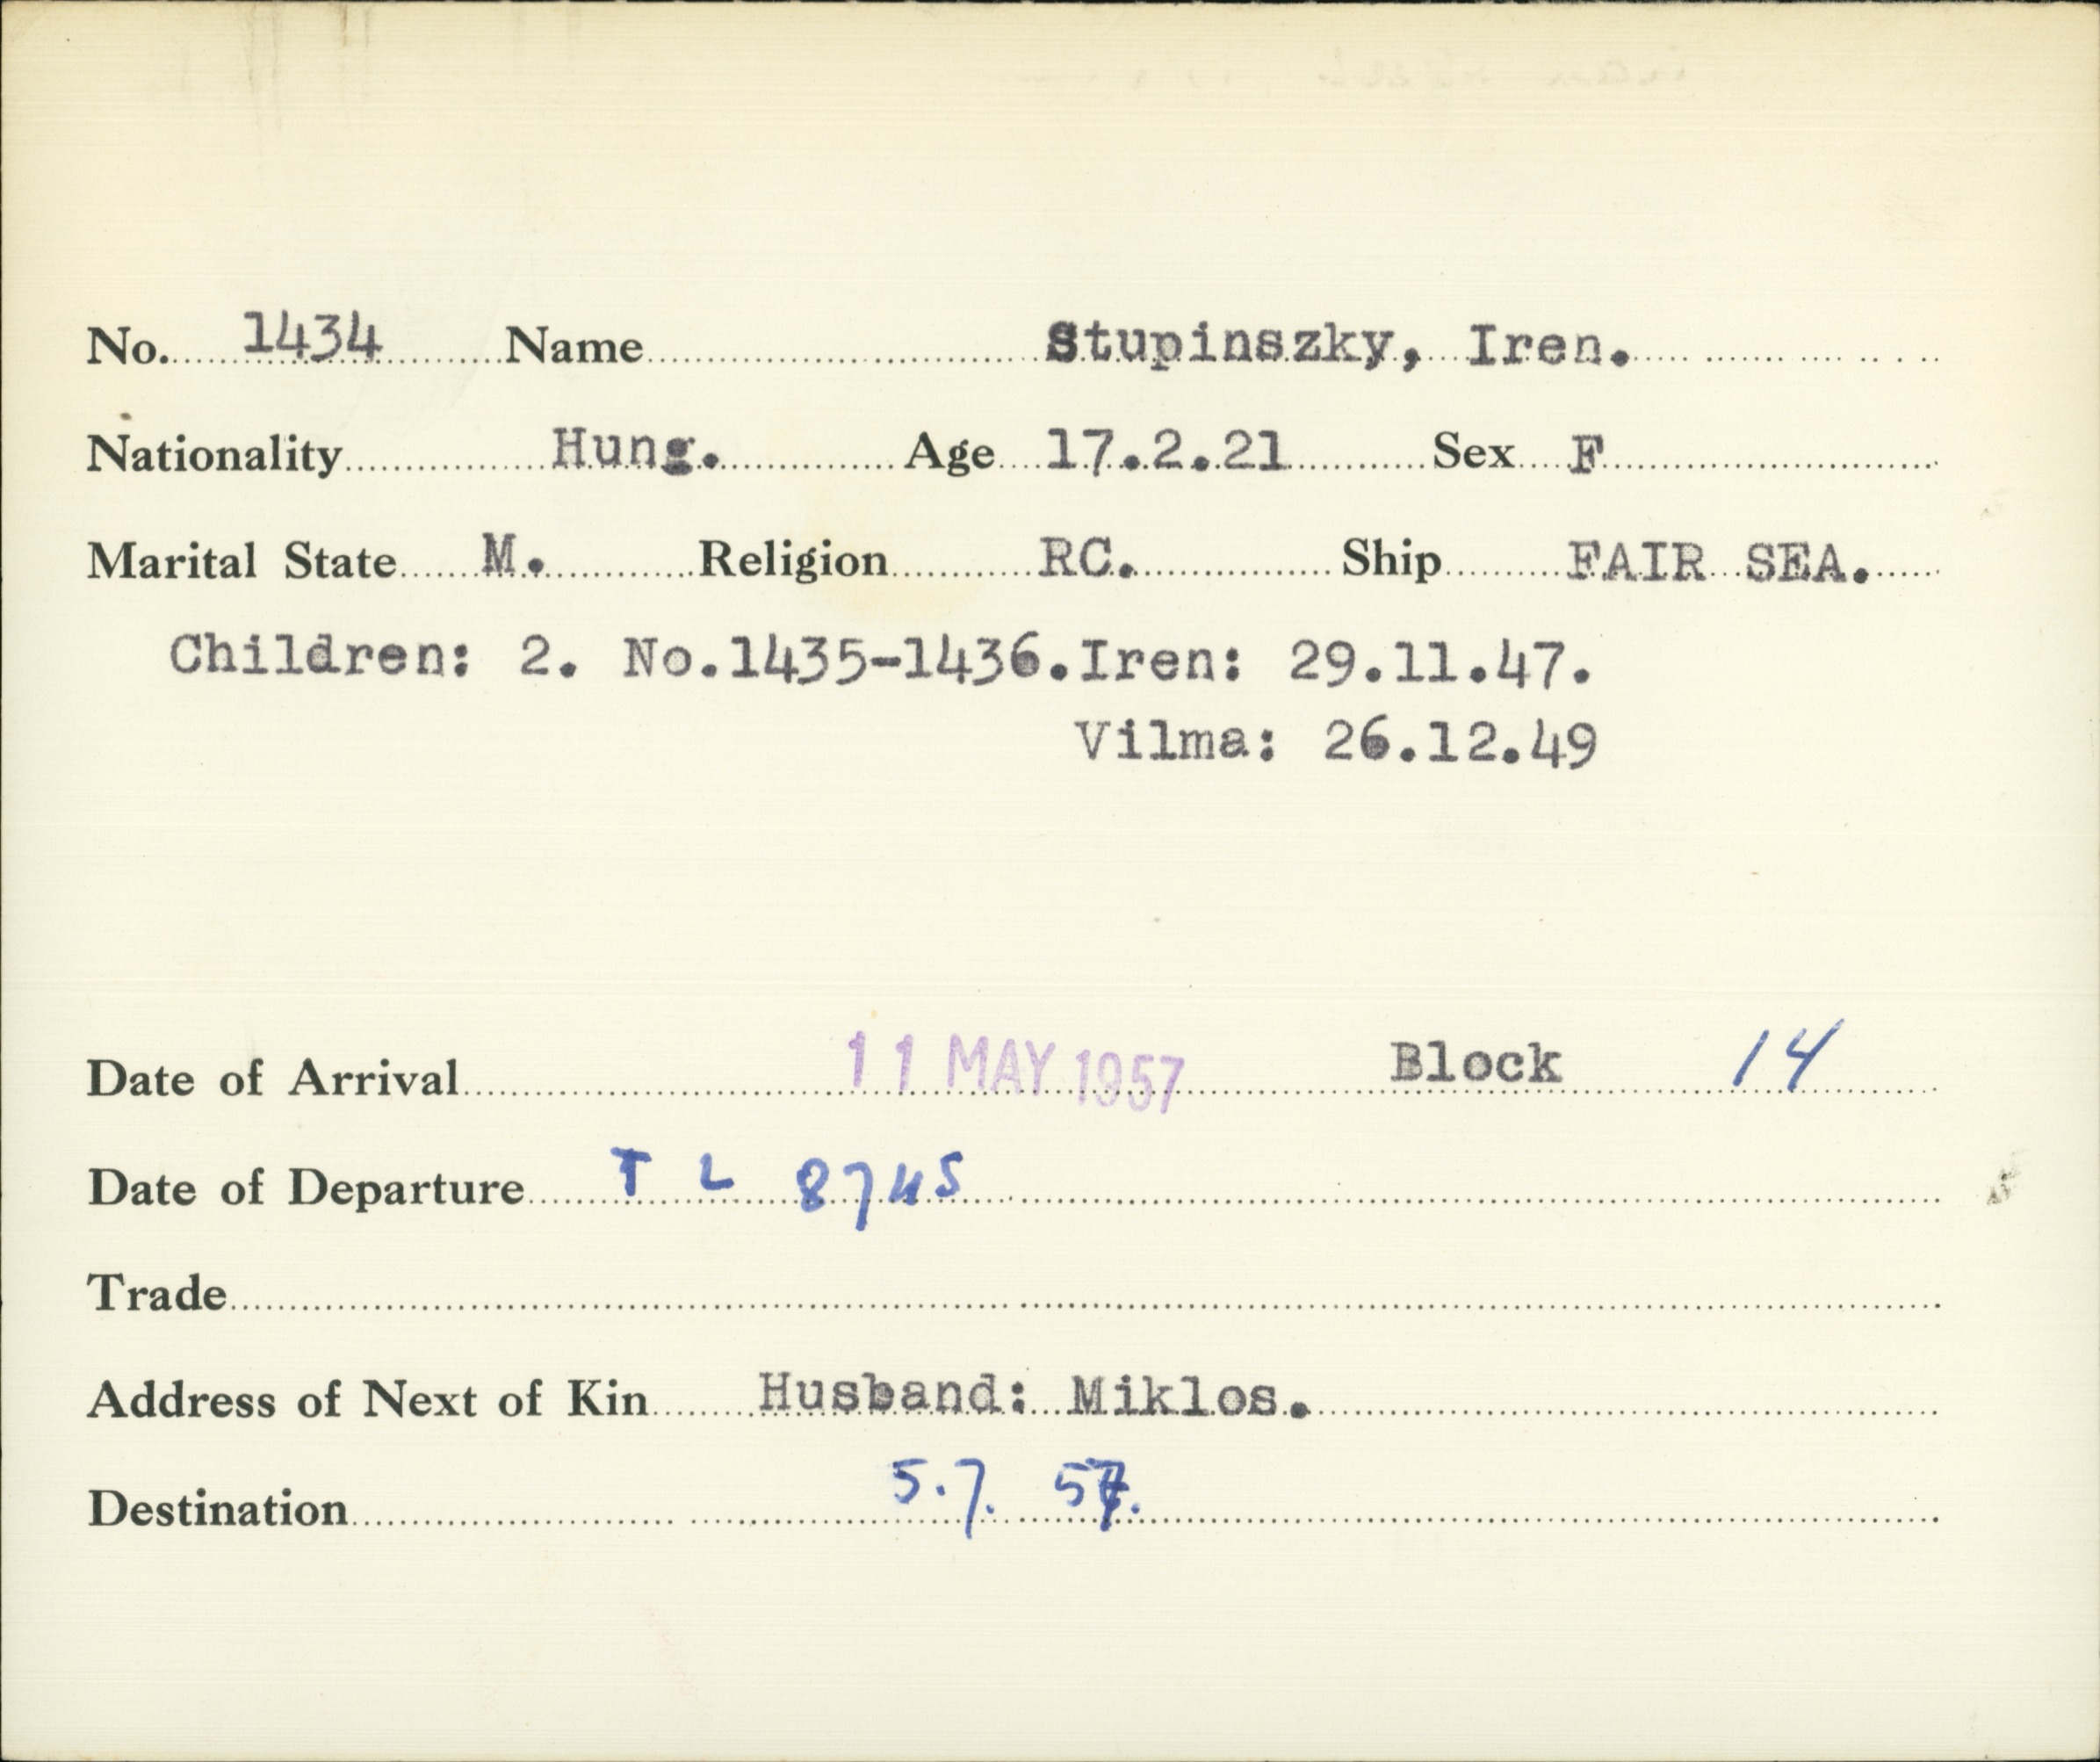 No. 1434 Name Stupinszky, Iren.
Nationality Hung. Age 17.2.21 Sex F
Marital State M. Religion RC. Ship FAIR SEA.
Children: 2. No.1435-1436. Iren: 29.11.47.
Vilma: 26.12.49
Date of Arrival 11 MAY 1957 Block 14
Date of Departure T L 8745
Trade
Address of Next of Kin Husband: Miklos.
Destination 5.7. 57.